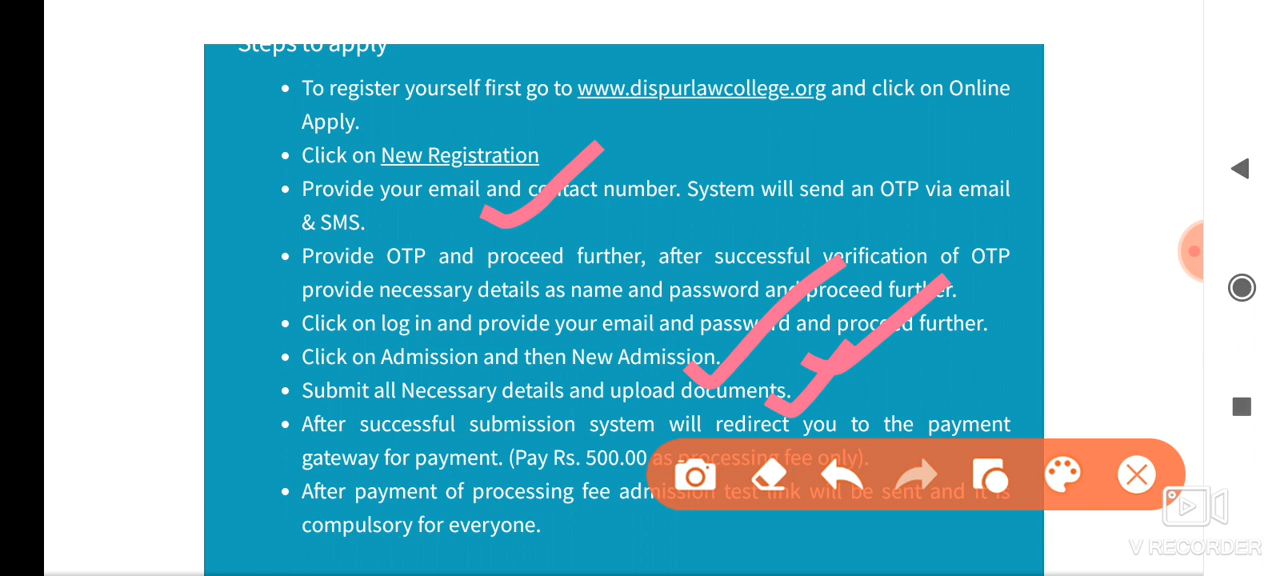 Steps to apply
To register yourself first go to www.dispurlawcollege.org and click on Online
Apply.
Click on New Registration
Provide your email and contact number. System will send an OTP via email
& SMS.
Provide OTP and proceed further, after successful verification of OTP
provide necessary details as name and password and proceed further.
Click on log in and provide your email and password and proceed further.
Click on Admission and then New Admission.
Submit all Necessary details and upload documents.
After successful submission system will redirect you to the payment
gateway for payment. (Pay Rs. 500.00 as processing fee only).
After payment of processing fee admission test link will be sent and it is
compulsory for everyone.
V RECORDER